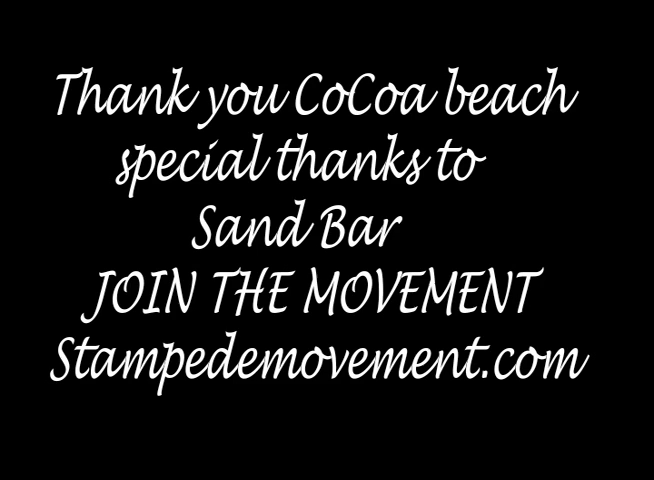 Thank you CoCoa beach
special thanks to
Sand Bar
JOIN THE MOVEMENT
Stampedemovement.com